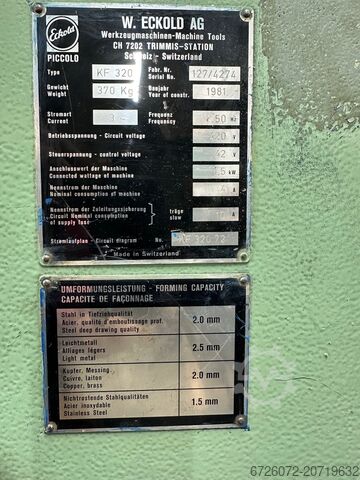 Eckold
PICCOLO
W. ECKOLD AG
Werkzeugmaschinen-Machine Tools
CH 7202 TRIMMIS-STATION
Schweiz - Switzerland
Type KF 320 Fabr. Nr. Serial No. 127/4274
Gewicht Weight 370 Kg Baujahr Year of constr. 1981
Stromart Current Frequenz Frequency 50 Hz
Betriebsspannung - Circuit voltage V
Steuerspannung - control voltage 42 V
Anschlusswert der Maschine
Connected wattage of machine kW
Nennstrom der Maschine
Nominal consumption of machine A
Nennstrom der Zuleitungssicherung
Circuit Nominal consumption
of supply fuse träge slow A
Stromlaufplan - Circuit diagram No.
Made in Switzerland
UMFORMUNGSLEISTUNG - FORMING CAPACITY
CAPACITE DE FAÇONNAGE
Stahl in Tiefziehqualität
Acier, qualité d'emboutissage prof.
Steel deep drawing quality 2.0 mm
Leichtmetall
Alliages légers
Light metal 2.5 mm
Kupfer, Messing
Cuivre, laiton
Copper, brass 2.0 mm
Nichtrostende Stahlqualitäten
Acier inoxydable
Stainless Steel 1.5 mm
6726072-20719632